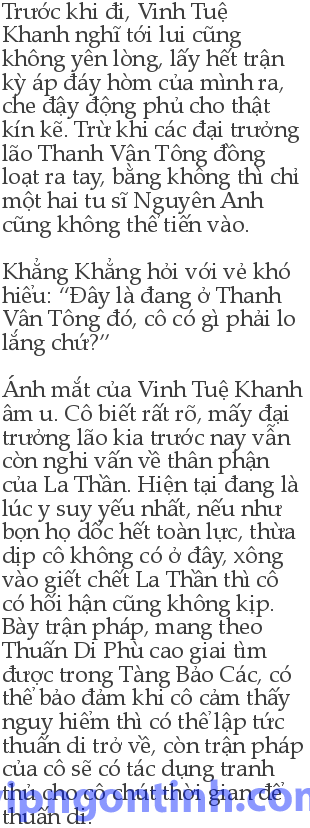 Trước khi đi, Vinh Tuệ
Khanh nghĩ tới lui cũng
không yên lòng, lấy hết trận
kỳ áp đáy hòm của mình ra,
che đậy động phủ cho thật
kín kẽ. Trừ khi các đại trưởng
lão Thanh Vân Tông đồng
loạt ra tay, bằng không thì chỉ
một hai tu sĩ Nguyên Anh
cũng không thể tiến vào.

Khẳng Khẳng hỏi với vẻ khó
hiểu: “Đây là đang ở Thanh
Vân Tông đó, cô có gì phải lo
lắng chứ?”

Ánh mắt của Vinh Tuệ Khanh
âm u. Cô biết rất rõ, mấy đại
trưởng lão kia trước nay vẫn
còn nghi vấn về thân phận
của La Thần. Hiện tại đang là
lúc y suy yếu nhất, nếu như
bọn họ dốc hết toàn lực, thừa
dịp cô không có ở đây, xông
vào giết chết La Thần thì cô
có hối hận cũng không kịp.
Bày trận pháp, mang theo
Thuấn Di Phù cao giai tìm
được trong Tàng Bảo Các, có
thể bảo đảm khi cô cảm thấy
nguy hiểm thì có thể lập tức
thuấn di trở về, còn trận pháp
của cô sẽ có tác dụng tranh
thủ cho cô chút thời gian để
thuấn di.
vipngontinh.com